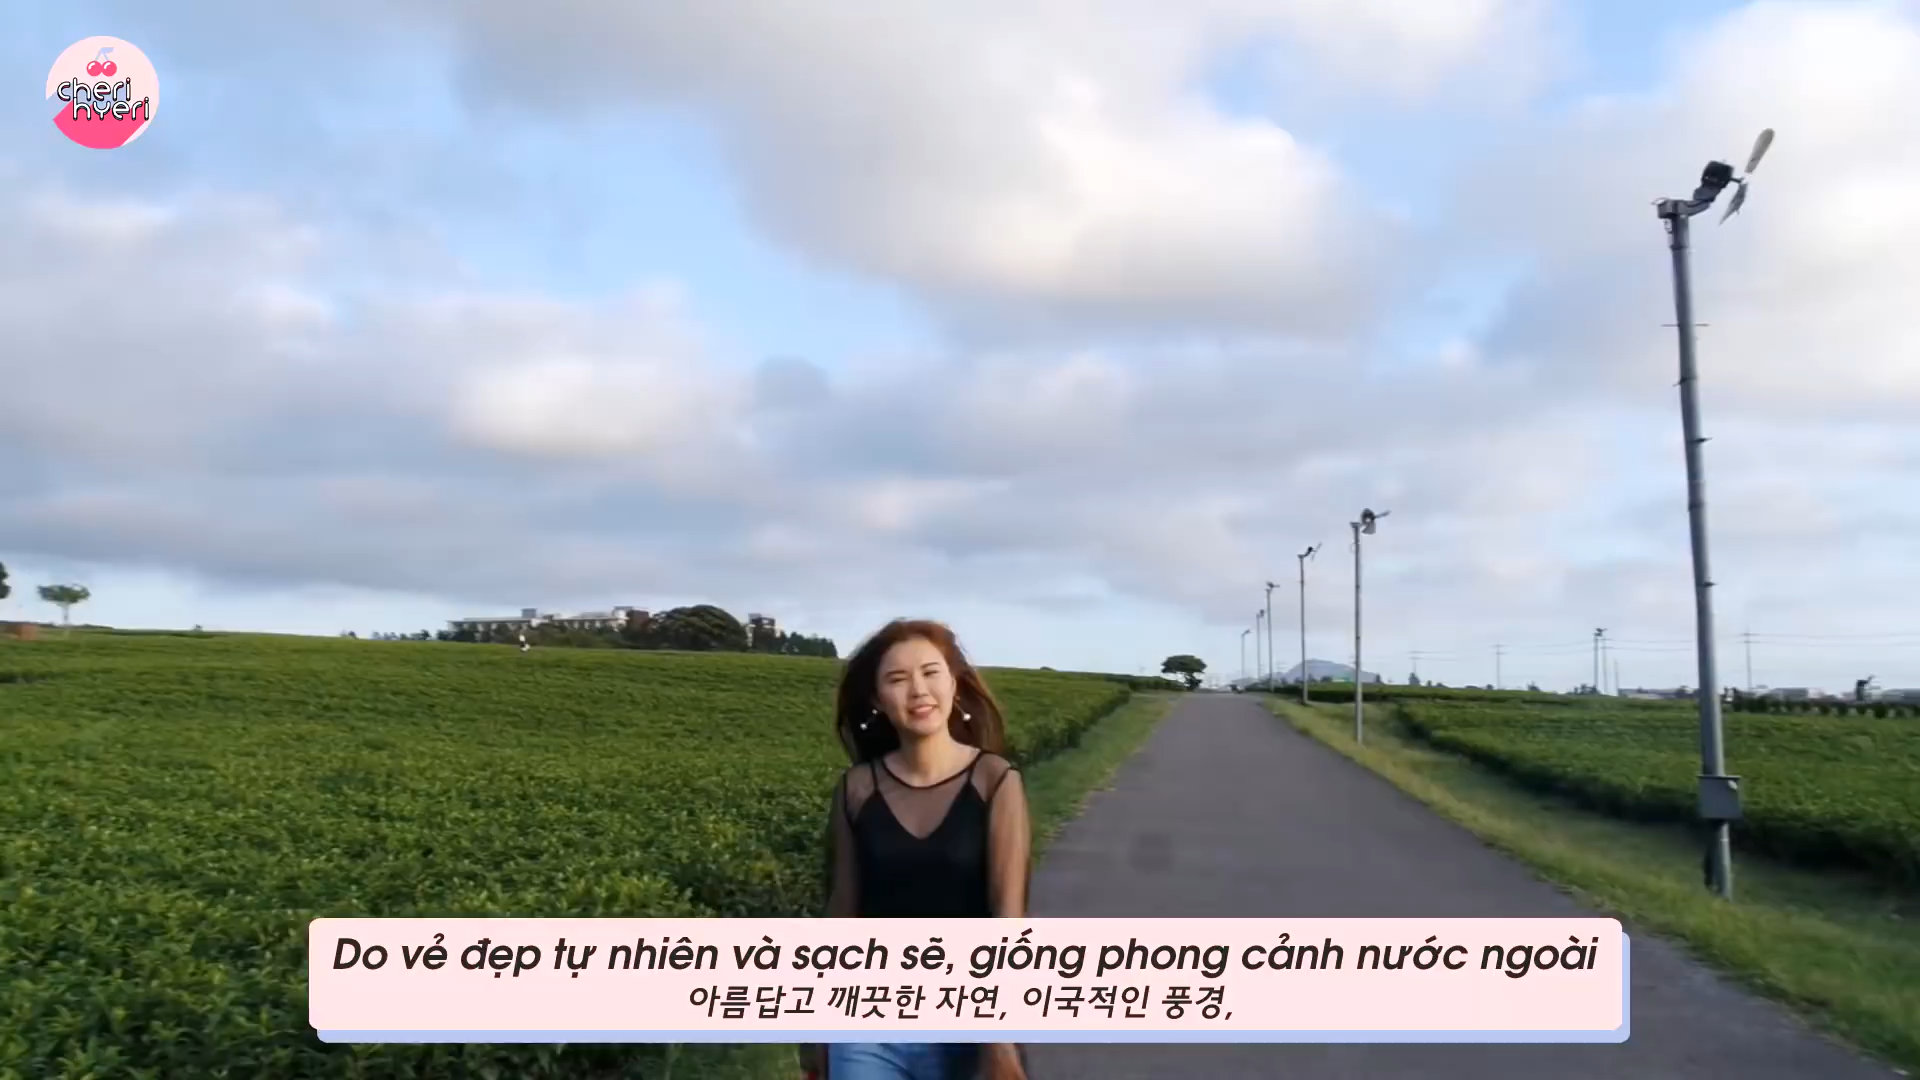 cheri
hyeri
Do vẻ đẹp tự nhiên và sạch sẽ, giống phong cảnh nước ngoài
아름답고 깨끗한 자연, 이국적인 풍경,